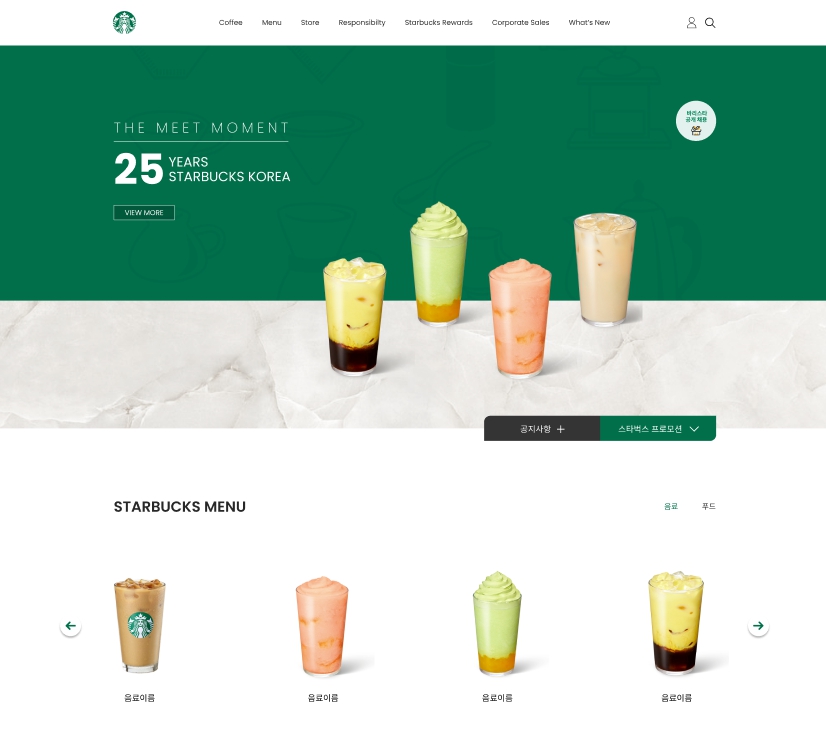 Coffee
Menu
Store
Responsibilty
Starbucks Rewards
Corporate Sales
What's New
THE MEET MOMENT
25 YEARS
STARBUCKS KOREA
VIEW MORE
바리스타
공개 채용
공지사항
스타벅스 프로모션
STARBUCKS MENU
음료
푸드
음료이름
음료이름
음료이름
음료이름